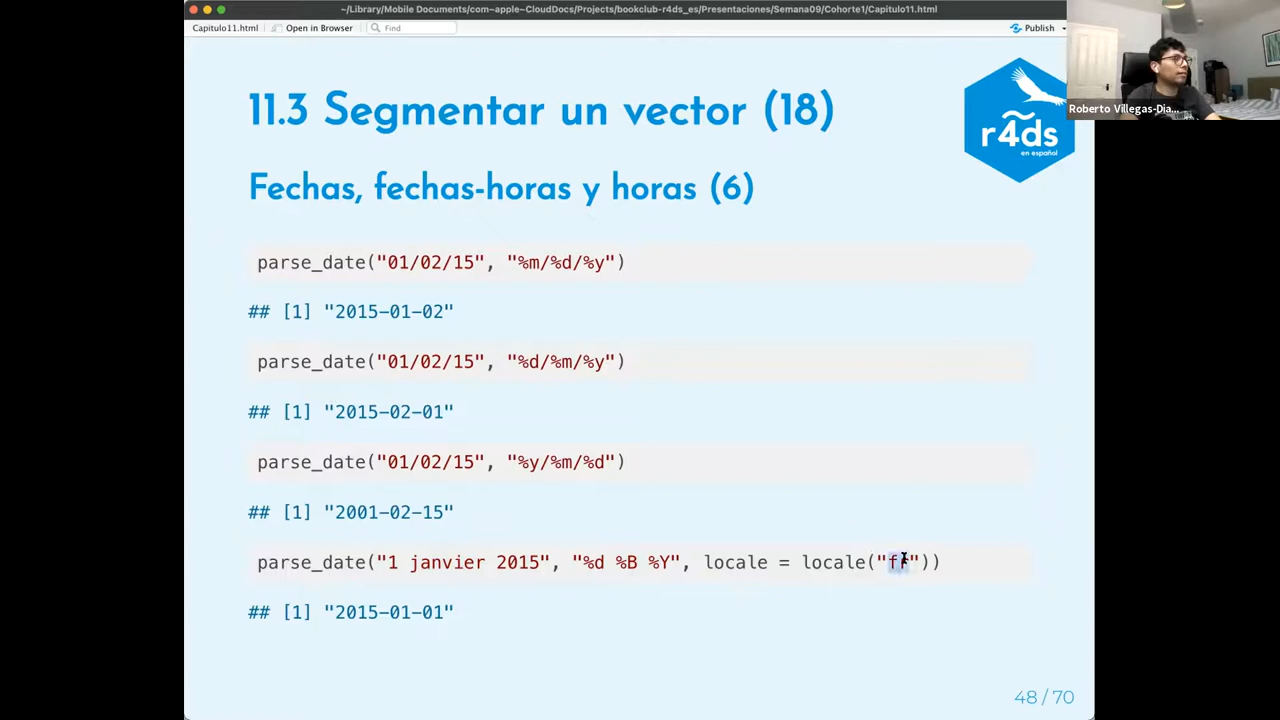 ~/Library/Mobile Documents/com~apple~CloudDocs/Projects/bookclub-r4ds_es/Presentaciones/Semana09/Cohorte1/Capitulo11.html
Capitulo11.html
Open in Browser
Find
Publish
Roberto Villegas-Dia...
11.3 Segmentar un vector (18)
r4ds
en español
Fechas, fechas-horas y horas (6)
parse_date("01/02/15", "%m/%d/%y")
## [1] "2015-01-02"
parse_date("01/02/15", "%d/%m/%y")
## [1] "2015-02-01"
parse_date("01/02/15", "%y/%m/%d")
## [1] "2001-02-15"
parse_date("1 janvier 2015", "%d %B %Y", locale = locale("fr"))
## [1] "2015-01-01"
48 / 70